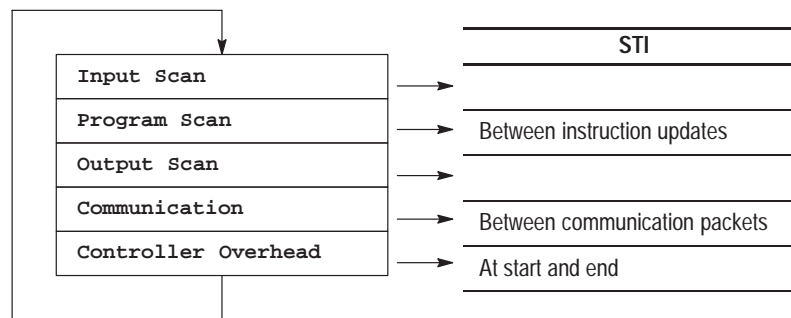 STI
Input Scan
Program Scan
Between instruction updates
Output Scan
Communication
Between communication packets
Controller Overhead
At start and end